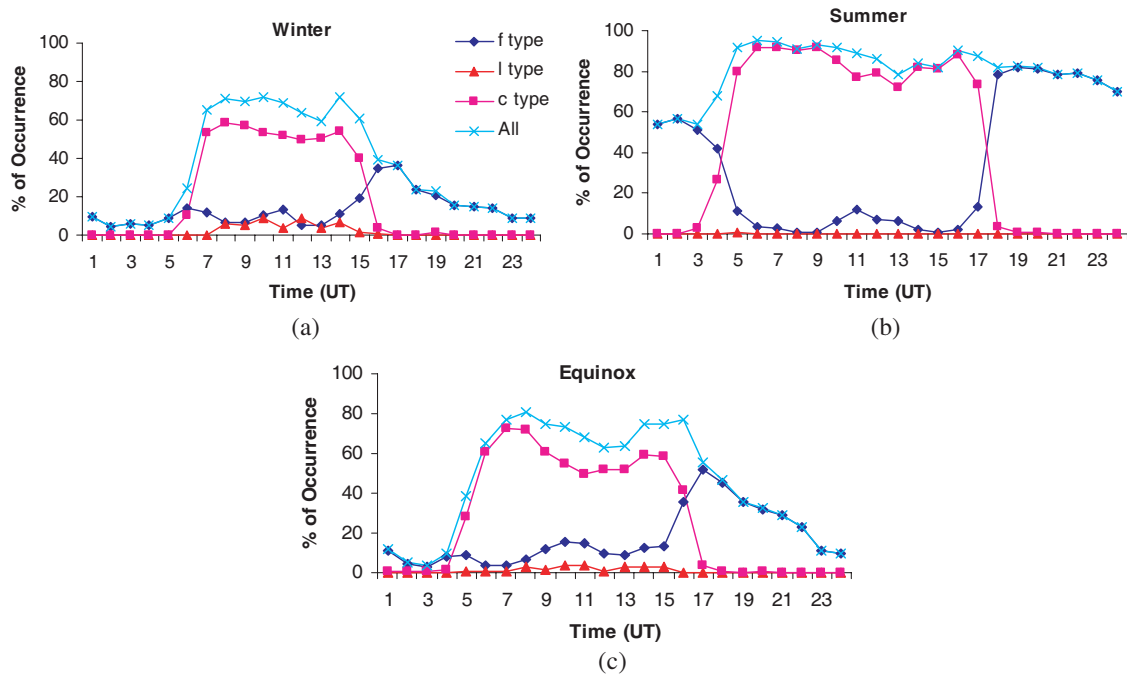 Winter
f type
l type
c type
All
% of Occurrence
100
80
60
40
20
0
1 3 5 7 9 11 13 15 17 19 21 23
Time (UT)
(a)
Summer
% of Occurrence
100
80
60
40
20
0
1 3 5 7 9 11 13 15 17 19 21 23
Time (UT)
(b)
Equinox
% of Occurrence
100
80
60
40
20
0
1 3 5 7 9 11 13 15 17 19 21 23
Time (UT)
(c)